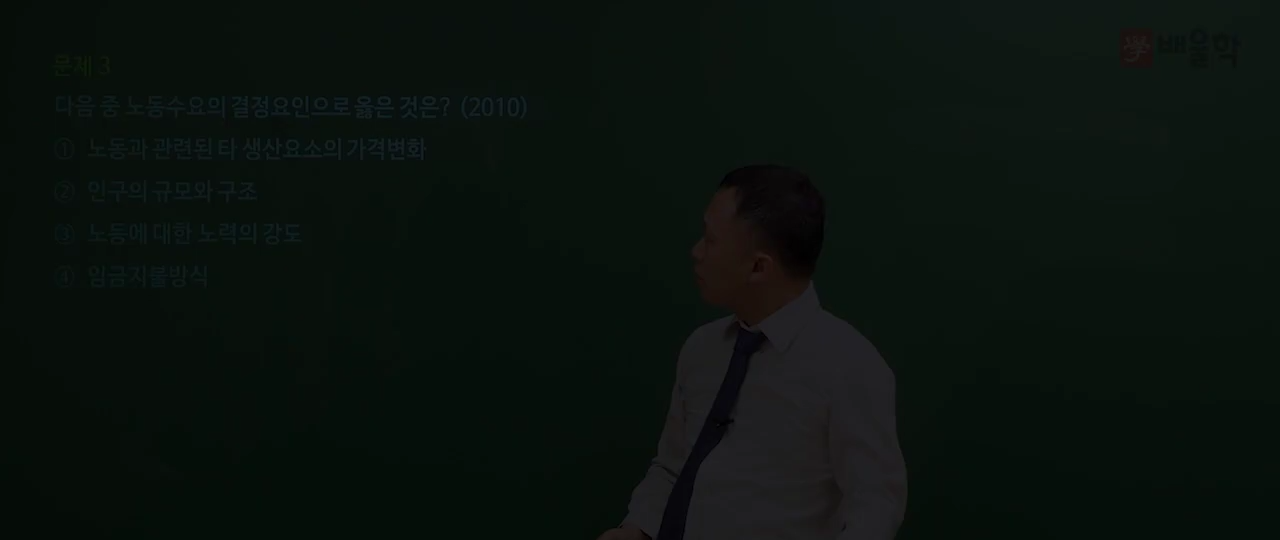 문제 3
學 배울학
다음 중 노동수요의 결정요인으로 옳은 것은? (2010)
① 노동과 관련된 타 생산요소의 가격변화
② 인구의 규모와 구조
③ 노동에 대한 노력의 강도
④ 임금지불방식